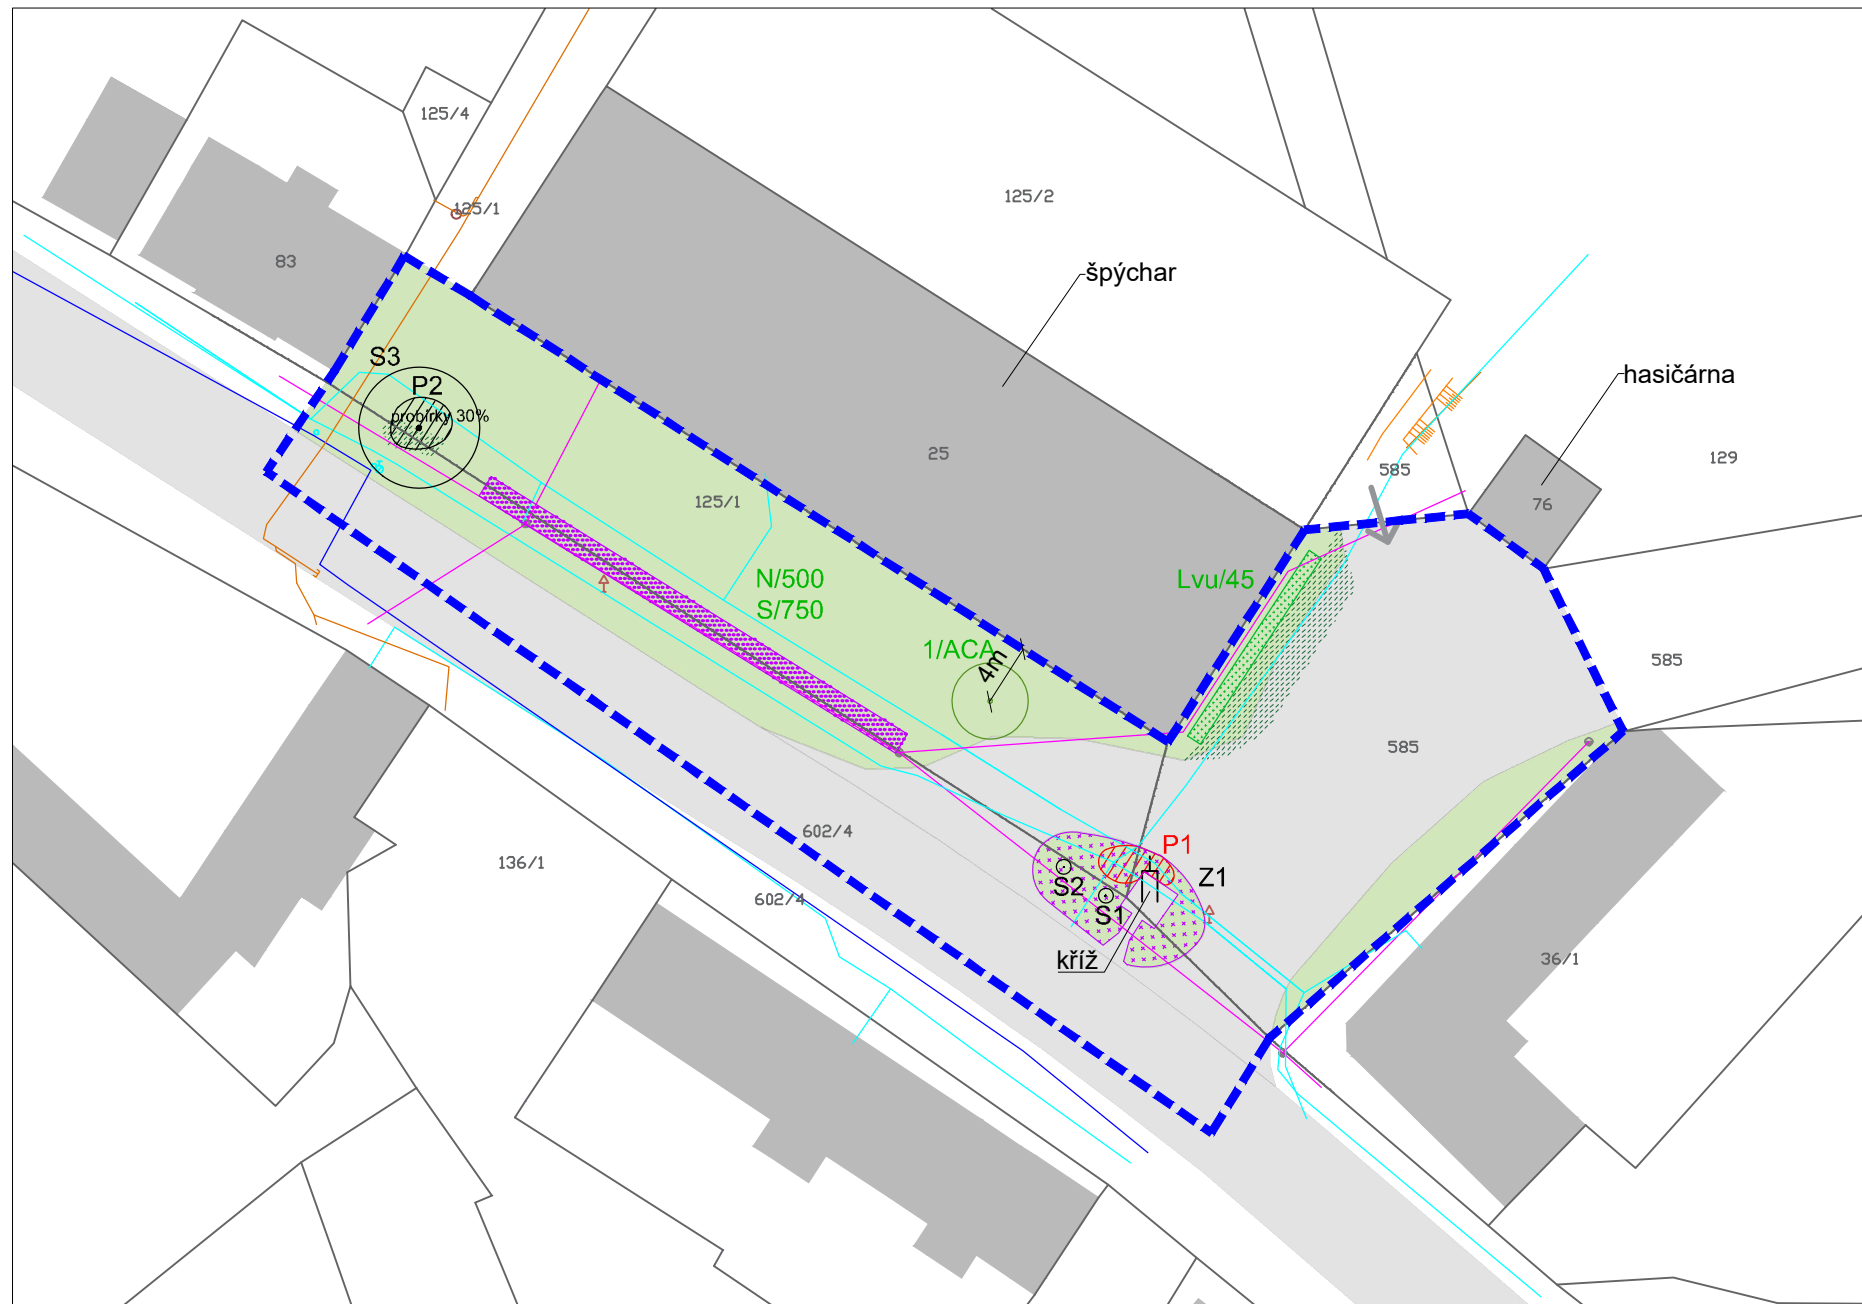 125/4
125/1
125/2
83
špýchar
S3
P2
probírky 30%
hasičárna
25
585
129
125/1
76
N/500
S/750
Lvu/45
1/ACA
4m
585
585
602/4
P1
136/1
Z1
S2
602/4
S1
kříž
36/1